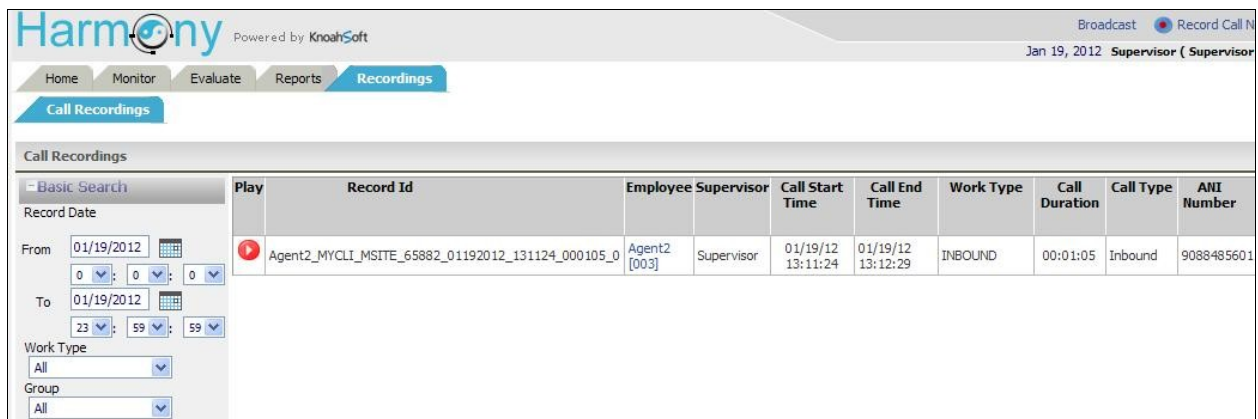 Harmony Powered by KnoahSoft
Broadcast Record Call N
Jan 19, 2012 Supervisor ( Supervisor
Home Monitor Evaluate Reports Recordings
Call Recordings
Call Recordings
Basic Search
Record Date
From 01/19/2012
0 : 0 : 0
To 01/19/2012
23 : 59 : 59
Work Type
All
Group
All
Play Record Id Employee Supervisor Call Start Time Call End Time Work Type Call Duration Call Type ANI Number
Agent2_MYCLI_MSITE_65882_01192012_131124_000105_0 Agent2 [003] Supervisor 01/19/12 13:11:24 01/19/12 13:12:29 INBOUND 00:01:05 Inbound 9088485601